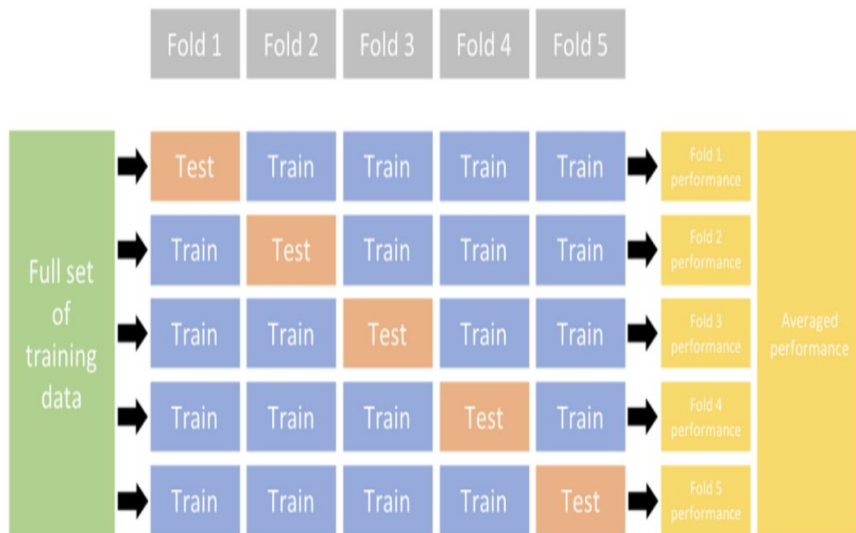 Fold 1 Fold 2 Fold 3 Fold 4 Fold 5
Full set
of
training
data
Test Train Train Train Train
Fold 1
performance
Train Test Train Train Train
Fold 2
performance
Train Train Test Train Train
Fold 3
performance
Train Train Train Test Train
Fold 4
performance
Train Train Train Train Test
Fold 5
performance
Averaged
performance